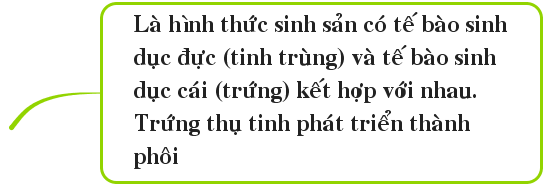 Là hình thức sinh sản có tế bào sinh
dục đực (tinh trùng) và tế bào sinh
dục cái (trứng) kết hợp với nhau.
Trứng thụ tinh phát triển thành
phôi